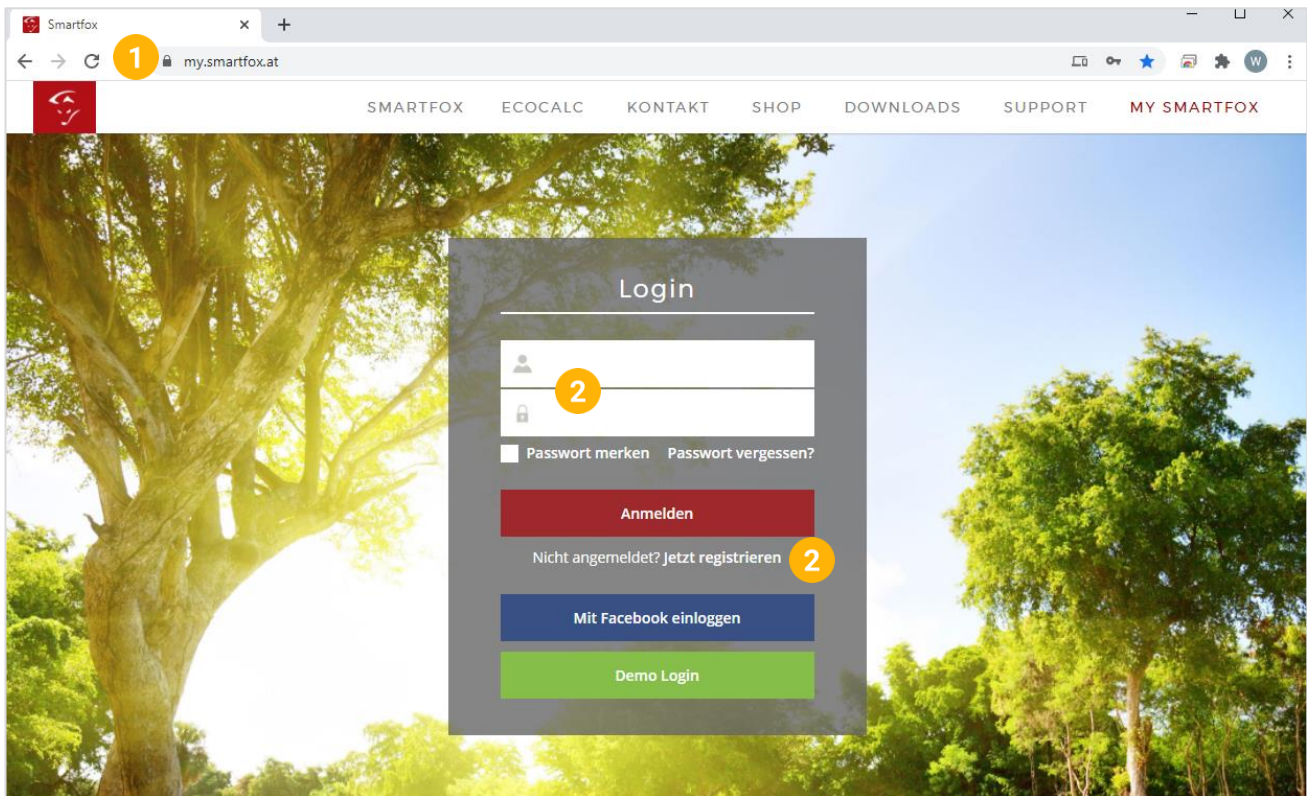 Smartfox
1
my.smartfox.at
W
SMARTFOX ECOCALC KONTAKT SHOP DOWNLOADS SUPPORT MY SMARTFOX
Login
2
Passwort merken Passwort vergessen?
Anmelden
Nicht angemeldet? Jetzt registrieren 2
Mit Facebook einloggen
Demo Login